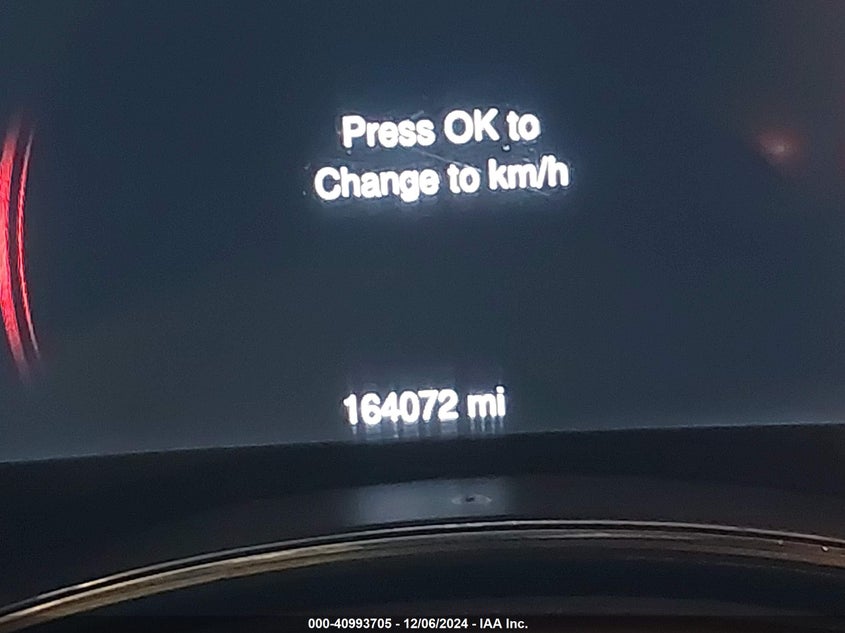 Press OK to
Change to km/h
164072 mi
000-40993705 - 12/06/2024 - IAA Inc.